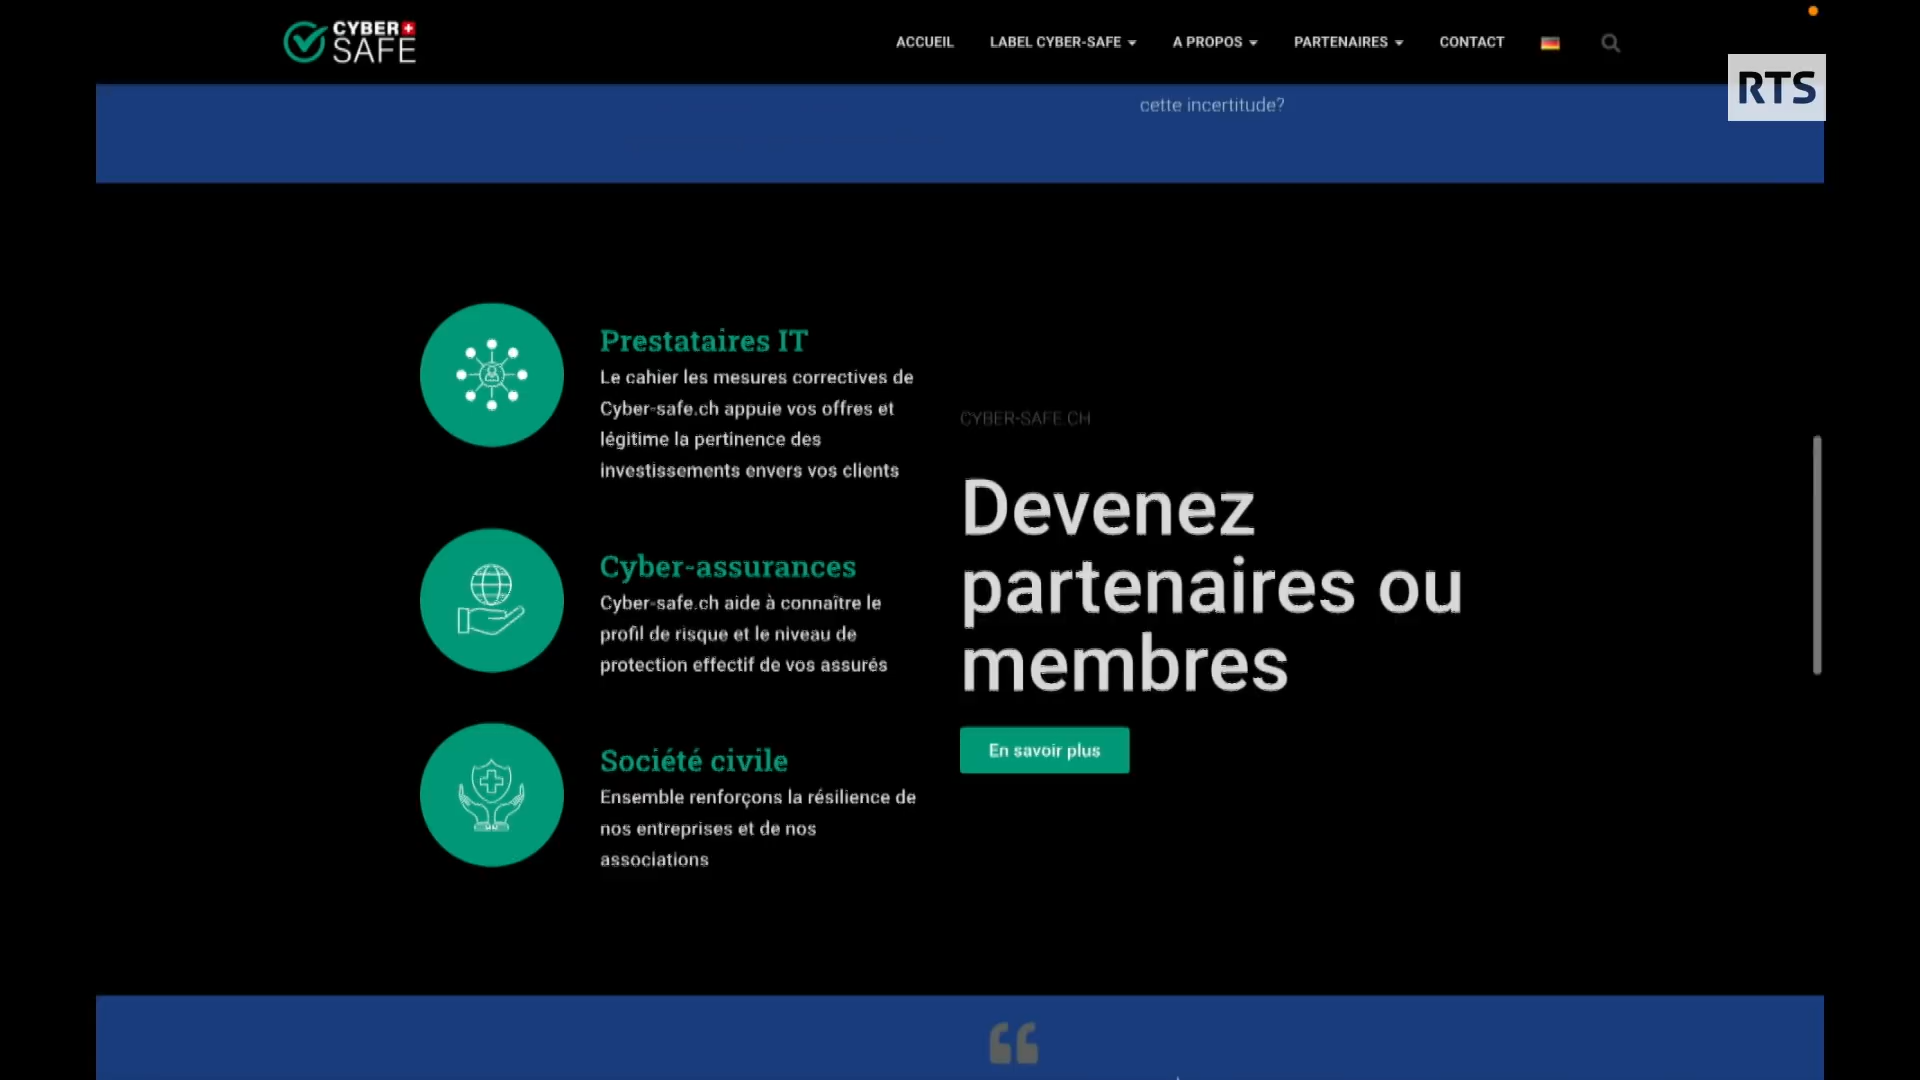 CYBER
SAFE
ACCUEIL
LABEL CYBER-SAFE
A PROPOS
PARTENAIRES
CONTACT
RTS
cette incertitude?
Prestataires IT
Le cahier les mesures correctives de
Cyber-safe.ch appuie vos offres et
légitime la pertinence des
investissements envers vos clients
Cyber-assurances
Cyber-safe.ch aide à connaître le
profil de risque et le niveau de
protection effectif de vos assurés
Société civile
Ensemble renforçons la résilience de
nos entreprises et de nos
associations
CYBER-SAFE.CH
Devenez
partenaires ou
membres
En savoir plus
“